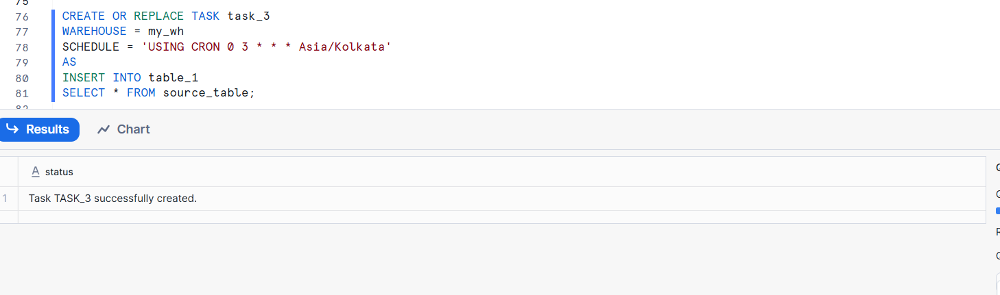 75
76 CREATE OR REPLACE TASK task_3
77 WAREHOUSE = my_wh
78 SCHEDULE = 'USING CRON 0 3 * * * Asia/Kolkata'
79 AS
80 INSERT INTO table_1
81 SELECT * FROM source_table;
82
Results Chart
A status
1 Task TASK_3 successfully created.